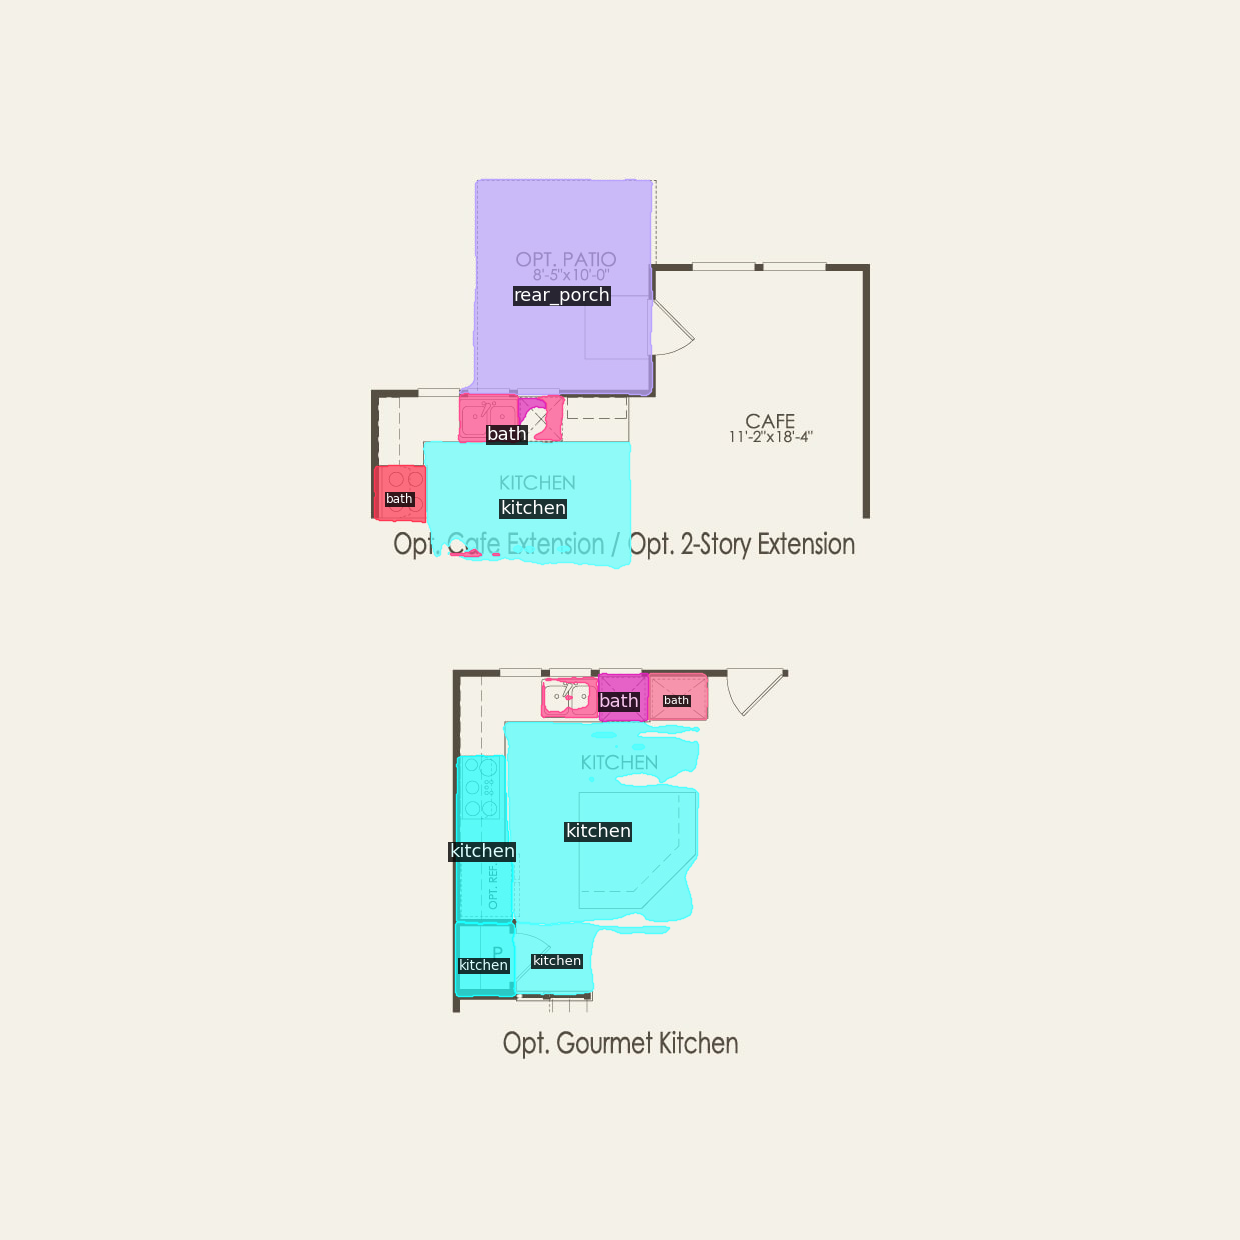 OPT. PATIO
8'-5"x10'-0"
rear_porch
CAFE
11'-2"x18'-4"
bath
KITCHEN
bath
kitchen
Opt. Cafe Extension / Opt. 2-Story Extension
bath
bath
KITCHEN
kitchen
kitchen
OPT. REF.
P
kitchen
kitchen
Opt. Gourmet Kitchen